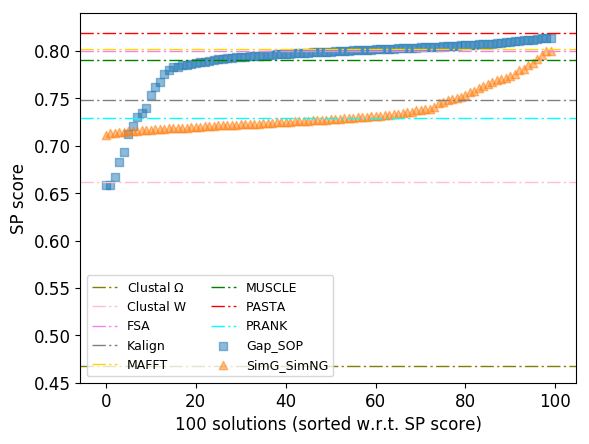 SP score
0.80
0.75
0.70
0.65
0.60
0.55
0.50
0.45
Clustal Ω
Clustal W
FSA
Kalign
MAFFT
MUSCLE
PASTA
PRANK
Gap_SOP
SimG_SimNG
0 20 40 60 80 100
100 solutions (sorted w.r.t. SP score)